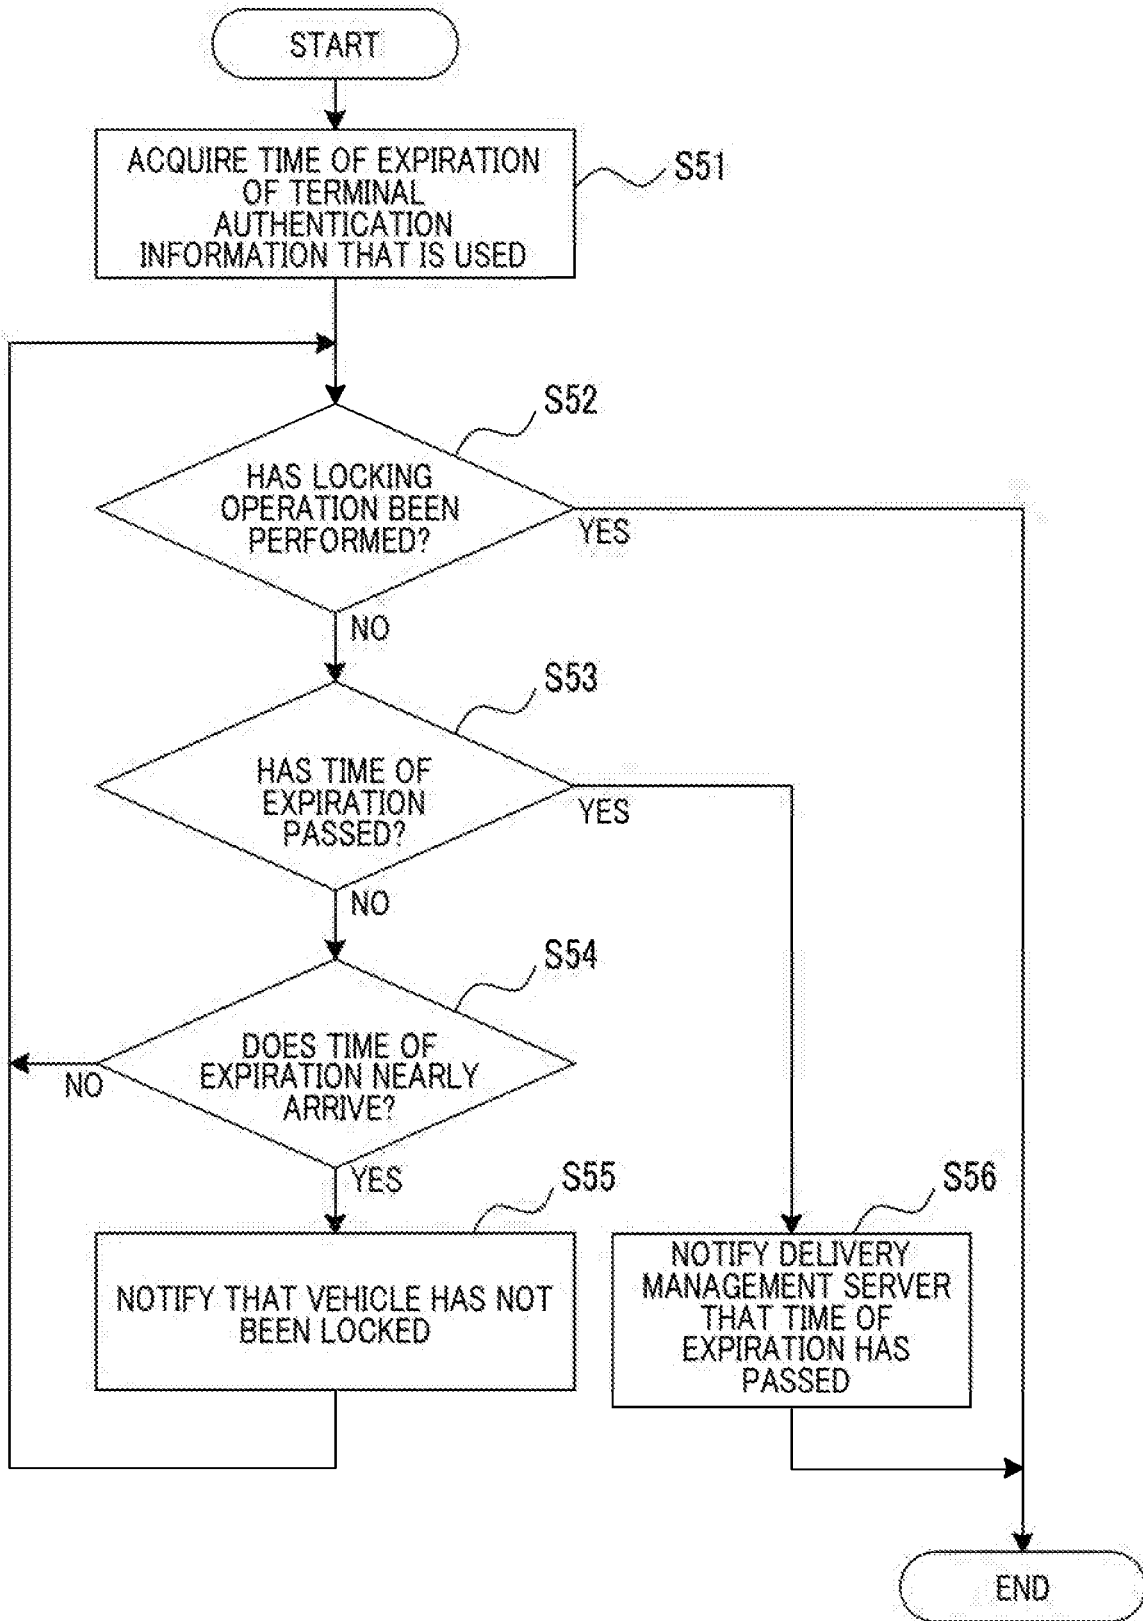 START
ACQUIRE TIME OF EXPIRATION
OF TERMINAL
AUTHENTICATION
INFORMATION THAT IS USED
S51
S52
HAS LOCKING
OPERATION BEEN
PERFORMED?
YES
NO
S53
HAS TIME OF
EXPIRATION
PASSED?
YES
NO
S54
DOES TIME OF
EXPIRATION NEARLY
ARRIVE?
NO
YES
S55
NOTIFY THAT VEHICLE HAS NOT
BEEN LOCKED
S56
NOTIFY DELIVERY
MANAGEMENT SERVER
THAT TIME OF
EXPIRATION HAS
PASSED
END